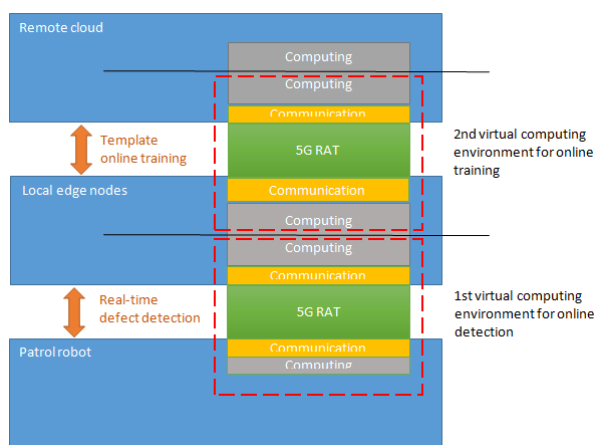 Remote cloud
Computing
Computing
Communication
Template
online training
5G RAT
2nd virtual computing
environment for online
training
Local edge nodes
Communication
Computing
Computing
Communication
Real-time
defect detection
5G RAT
1st virtual computing
environment for online
detection
Patrol robot
Communication
Computing